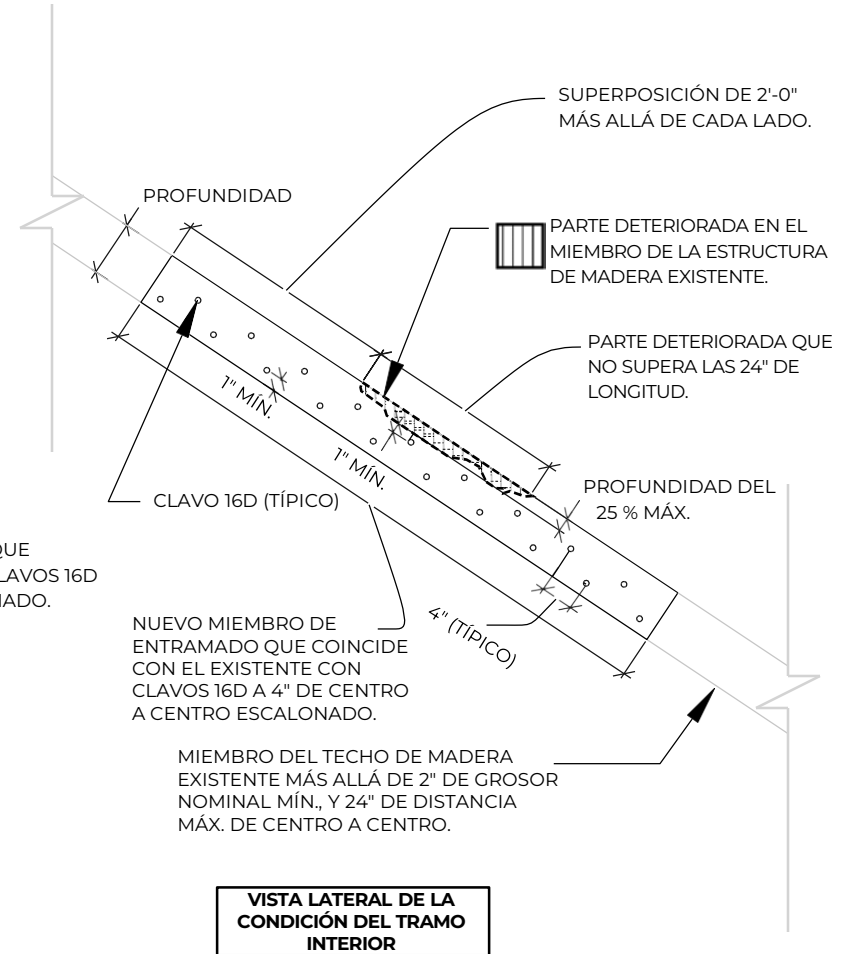 SUPERPOSICIÓN DE 2'-0"
MÁS ALLÁ DE CADA LADO.
PROFUNDIDAD
PARTE DETERIORADA EN EL
MIEMBRO DE LA ESTRUCTURA
DE MADERA EXISTENTE.
PARTE DETERIORADA QUE
NO SUPERA LAS 24" DE
LONGITUD.
1" MÍN.
1" MÍN.
CLAVO 16D (TÍPICO)
PROFUNDIDAD DEL
25 % MÁX.
CLAVOS 16D
4" (TÍPICO)
NUEVO MIEMBRO DE
ENTRAMADO QUE COINCIDE
CON EL EXISTENTE CON
CLAVOS 16D A 4" DE CENTRO
A CENTRO ESCALONADO.
MIEMBRO DEL TECHO DE MADERA
EXISTENTE MÁS ALLÁ DE 2" DE GROSOR
NOMINAL MÍN., Y 24" DE DISTANCIA
MÁX. DE CENTRO A CENTRO.
VISTA LATERAL DE LA
CONDICIÓN DEL TRAMO
INTERIOR